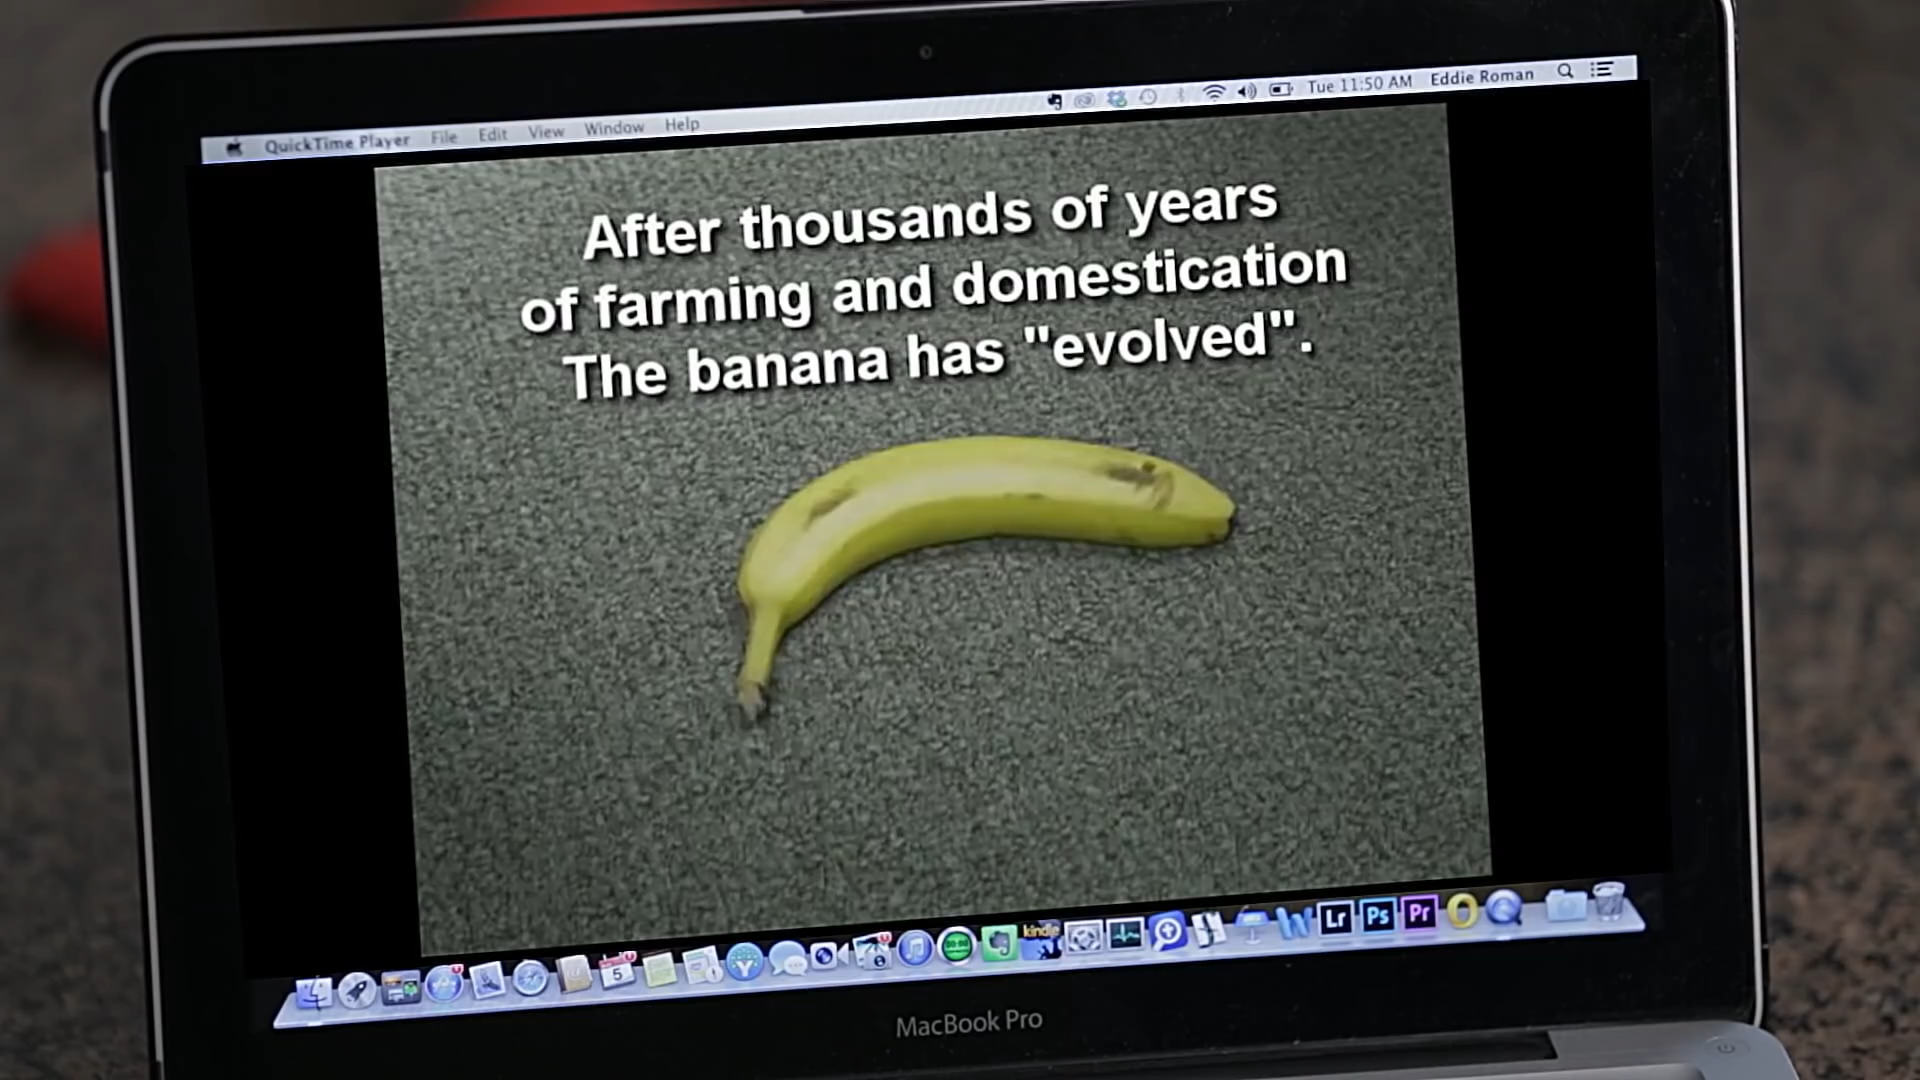 QuickTime Player File Edit View Window Help
Tue 11:50 AM Eddie Roman
After thousands of years
of farming and domestication
The banana has "evolved".
5
kindle
Lr Ps Pr
MacBook Pro